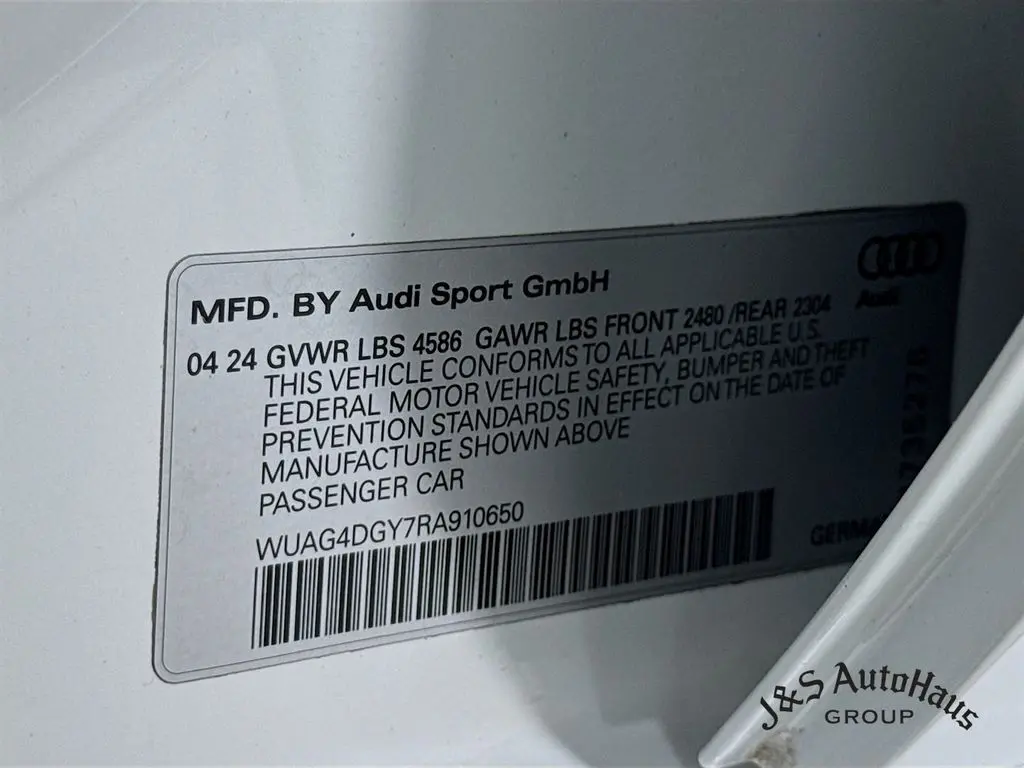 MFD. BY Audi Sport GmbH
Audi
04 24 GVWR LBS 4586 GAWR LBS FRONT 2480 /REAR 2304
THIS VEHICLE CONFORMS TO ALL APPLICABLE U.S.
FEDERAL MOTOR VEHICLE SAFETY, BUMPER AND THEFT
PREVENTION STANDARDS IN EFFECT ON THE DATE OF
MANUFACTURE SHOWN ABOVE
PASSENGER CAR
WUAG4DGY7RA910650
J&S AutoHaus
GROUP